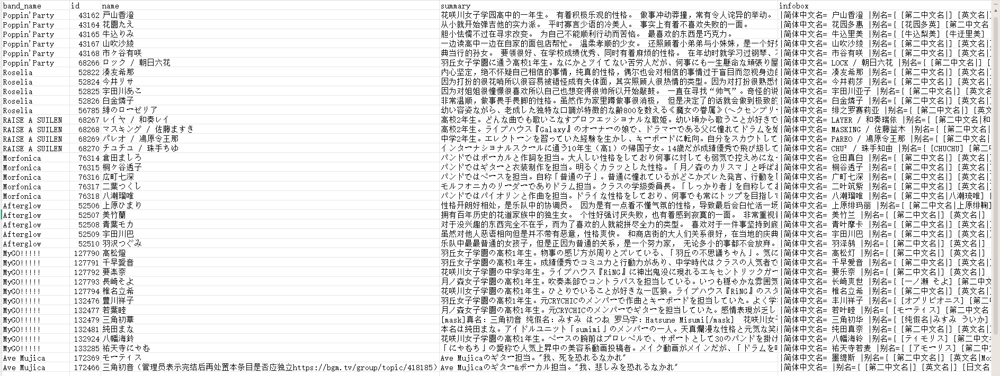 band_name id name summary infobox
Poppin'Party 43162 戸山香澄 花咲川女子学园高中的一年生。 有着积极乐观的性格。 做事冲动莽撞，常有令人诧异的举动。 |简体中文名= 户山香澄 |别名={ [第二中文名|] [英文名|]
Poppin'Party 43164 花園たえ 从小就开始弹吉他的实力派。 平时寡言少语的冷美人。 事实上有着不喜欢失败的一面。 |简体中文名= 花园多惠 |别名={ [花园多英] [第二中文名
Poppin'Party 43165 牛込りみ 胆小怯懦不过在寻求改变。 为自己不能顺利行动而苦恼。 最喜欢的东西是巧克力。 |简体中文名= 牛込里美 |别名={ [牛込梨美] [牛迂里美]
Poppin'Party 43167 山吹沙綾 一边读高中一边在自家的面包店帮忙。 温柔孝顺的少女。 还照顾着小弟弟与小妹妹，是一个好 |简体中文名= 山吹沙绫 |别名={ [第二中文名|] [英文名|
Poppin'Party 43168 市ケ谷有咲 典当行的孙女。 要领很好、在学校成绩优秀、同时有着麻烦的性格。 在年幼时就学习过钢琴、 |简体中文名= 市谷有咲 |别名={ [第二中文名|] [英文名|
Poppin'Party 68266 ロック / 朝日六花 羽丘女子学園に通う高校1年生。なにかとツイてない苦労人だが、何事にも一生懸命な頑張り屋 |简体中文名= LOCK / 朝日六花 |别名={ [第二中文名|] [
Roselia 52822 湊友希那 内心坚定，绝不怀疑自己相信的事情，纯真的性格，偶尔也会对相信的事情过于盲目而忽视身边 |简体中文名= 凑友希那 |别名={ [第二中文名|] [英文名|
Roselia 52824 今井リサ 因为打扮的很花哨所以很容易被错怪成有失体面，其实照顾人很热情的类型。因为对打扮很熟悉 |简体中文名= 今井莉莎 |别名={ [第二中文名|] [英文名|
Roselia 52825 宇田川あこ 因为对姐姐很憧憬很喜欢所以自己也想变得很帅所以开始敲鼓。 一直在寻找“帅气”。奇怪的说 |简体中文名= 宇田川亚子 |别名={ [第二中文名|] [英文名
Roselia 52826 白金燐子 非常温顺，做事畏手畏脚的性格。虽然作为家里蹲做事很消极， 但是决定了的话就会做到极致的 |简体中文名= 白金燐子 |别名={ [第二中文名|] [英文名|
Roselia 56785 緋のローゼリア 幼い容姿ながら、老成した独特な口調が特徴的な齢800を数える《魔女の眷属》(ヘクセンブリ |简体中文名= 绯之罗赛莉亚 |别名={ [第二中文名|] [英文
RAISE A SUILEN 68267 レイヤ / 和奏レイ 高校2年生。どんな曲でも歌いこなすプロフェッショナルな歌姫。幼い頃から歌うことが好きで |简体中文名= LAYER / 和奏瑞依 |别名={ [第二中文名|和
RAISE A SUILEN 68268 マスキング / 佐藤ますき 高校2年生。ライブハウス『Galaxy』のオーナーの娘で、ドラマーである父に憧れてドラムを始 |简体中文名= MASKING / 佐藤益木 |别名={ [第二中文名|]
RAISE A SUILEN 68269 パレオ / 鳰原令王那 中学2年生。エレクトーンを習っていた経験を生かし、キーボードに転向。自分をスカウトして |简体中文名= PAREO / 鳰原令王那 |别名={ [第二中文名|]
RAISE A SUILEN 68270 チュチュ / 珠手ちゆ インターナショナルスクールに通う10年生（高1）の帰国子女。14歳だが成績優秀で飛び級して |简体中文名= CHU² / 珠手知由 |别名={ [CHUCHU] [第二
Morfonica 76314 倉田ましろ バンドではボーカルと作詞を担当。大人しい性格をしており何事に対しても弱気で控えめにな |简体中文名= 仓田真白 |别名={ [第二中文名|] [英文名|
Morfonica 76315 桐ケ谷透子 バンドではギターと衣装制作を担当。明るくカラッとした性格。「月ノ森のカリスマ」と呼ばれ |简体中文名= 桐谷透子 |别名={ [第二中文名|] [英文名|
Morfonica 76316 広町七深 バンドではベースを担当。自称「普通の子」。普通に憧れているがどこかズレた発言、行動をし |简体中文名= 广町七深 |别名={ [第二中文名|] [英文名|
Morfonica 76317 二葉つくし モルフォニカのリーダーでありドラム担当。クラスの学級委員長。「しっかり者」を自称してお |简体中文名= 二叶筑紫 |别名={ [第二中文名|] [英文名|
Morfonica 76318 八潮瑠唯 バンドではバイオリンと作曲を担当。ドライな性格をしており、何事でも常にトップを目指して |简体中文名= 八潮瑠唯 |别名={ [第二中文名|八潮琉唯] [
Afterglow 52506 上原ひまり 性格开朗好相处，是乐队中的协调员。 因为是有一点看不懂气氛的性格，导致最后会白忙活一场 |简体中文名= 上原绯玛丽 |别名={ [第二中文名|上原绯鞠]
Afterglow 52507 美竹蘭 拥有百年历史的花道家族中的独生女。 个性好强讨厌失败，也有着感到寂寞的一面。 非常重视 |简体中文名= 美竹兰 |别名={ [第二中文名|] [英文名|]
Afterglow 52508 青葉モカ 对于没兴趣的东西完全不在乎，而为了喜欢的人就能拼尽全力的类型。 喜欢对于一件事坚持到底 |简体中文名= 青叶摩卡 |别名={ [第二中文名|] [英文名|
Afterglow 52509 宇田川巴 虽然对他人恶语相向但是并不带有恶意，性格爽快。 和商店街的大人们关系很好，在当地的庆典 |简体中文名= 宇田川巴 |别名={ [第二中文名|] [英文名|
Afterglow 52510 羽沢つぐみ 乐队中最最普通的女孩子，但是正因为普通的关系，是一个努力家， 无论多小的事都不会放弃。 |简体中文名= 羽泽鸫 |别名={ [第二中文名|] [英文名|]
MyGO!!!!! 127790 高松燈 羽丘女子学園の高校1年生。物事の感じ方が周りとズレている、「羽丘の不思議ちゃん」。気に |简体中文名= 高松灯 |别名={ [第二中文名|] [英文名|]
MyGO!!!!! 127791 千早愛音 羽丘女子学園の高校1年生。成績優秀でコミュ力と行動力があり、中学時代はクラスの人気者で |简体中文名= 千早爱音 |别名={ [第二中文名|] [英文名|
MyGO!!!!! 127792 要楽奈 花咲川女子学園の中学3年生。ライブハウス『RiNG』に神出鬼没に現れるエキセントリックガー |简体中文名= 要乐奈 |别名={ [第二中文名|] [英文名|]
MyGO!!!!! 127793 長崎そよ 月ノ森女子学園の高校1年生。吹奏楽部でコントラバスを担当している。いつも穏やかな雰囲気 |简体中文名= 长崎爽世 |别名={ [一ノ瀬 そよ] [第二中文
MyGO!!!!! 127794 椎名立希 花咲川女子学園の高校1年生。ひとりでいることが好きな一匹狼。ライブハウス『RiNG』のスタ |简体中文名= 椎名立希 |别名={ [第二中文名|] [英文名|
MyGO!!!!! 132476 豊川祥子 羽丘女子学園の高校1年生。元CRYCHICのメンバーで作曲とキーボードを担当していた。よく学 |简体中文名= 丰川祥子 |别名={ [オブリビオニス] [第二
MyGO!!!!! 132477 若葉睦 月ノ森女子学園の高校1年生。元CRYCHICのメンバーでギターを担当していた。感情表現が乏し |简体中文名= 若叶睦 |别名={ [モーティス] [第二中文名
MyGO!!!!! 132479 三角初華 [mask]真名：三角初音 纯假名：みすみ はつね 罗马字：Hatsune Misumi[/mask] 花咲川女子 |简体中文名= 三角初华 |别名={ [纯假名|みすみ ういか]
MyGO!!!!! 132481 純田まな 本名は純田まな。アイドルユニット「sumimi」のメンバーの一人。天真爛漫な性格と元気な笑 |简体中文名= 纯田真奈 |别名={ [第二中文名|] [英文名|
MyGO!!!!! 132924 八幡海鈴 花咲川女子学園の高校1年生。ベースの腕前はプロレベルで、サポートとして30のバンドを掛け |简体中文名= 八幡海铃 |别名={ [ティモリス] [第二中文
MyGO!!!!! 133285 祐天寺にゃむ 「にゃむち」の愛称で人気上昇中の美容系動画投稿者。メイク動画がメインだが、「ドラムを |简体中文名= 祐天寺若麦 |别名={ [アモーリス] [第二中
Ave Mujica 172369 モーティス Ave Mujicaのギター担当。"我、死を恐れるなかれ" |简体中文名= 墨缇斯 |别名={ [第二中文名|] [英文名|Mo
Ave Mujica 172466 三角初音（管理员表示完结后再处置本条目是否应独立https://bgm.tv/group/topic/418185） Ave Mujicaのギター&ボーカル担当。"我、悲しみを恐れるなかれ" |简体中文名= |别名={ [第二中文名|] [英文名|] [日文名